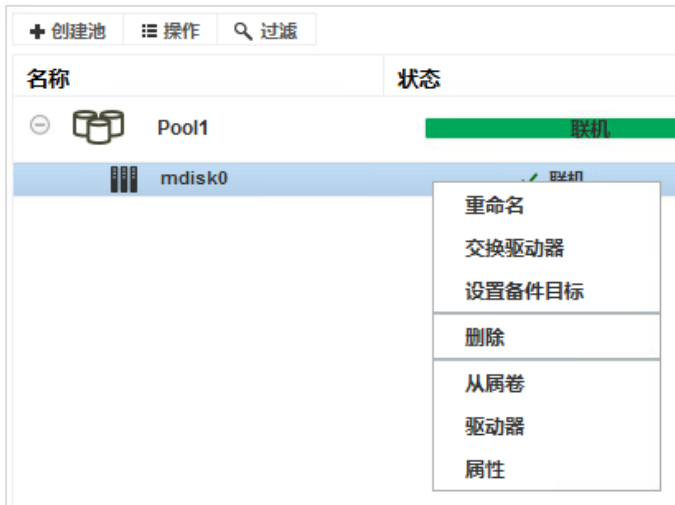 创建池 操作 过滤
名称 状态
Pool1 联机
mdisk0 联机
重命名
交换驱动器
设置备件目标
删除
从属卷
驱动器
属性